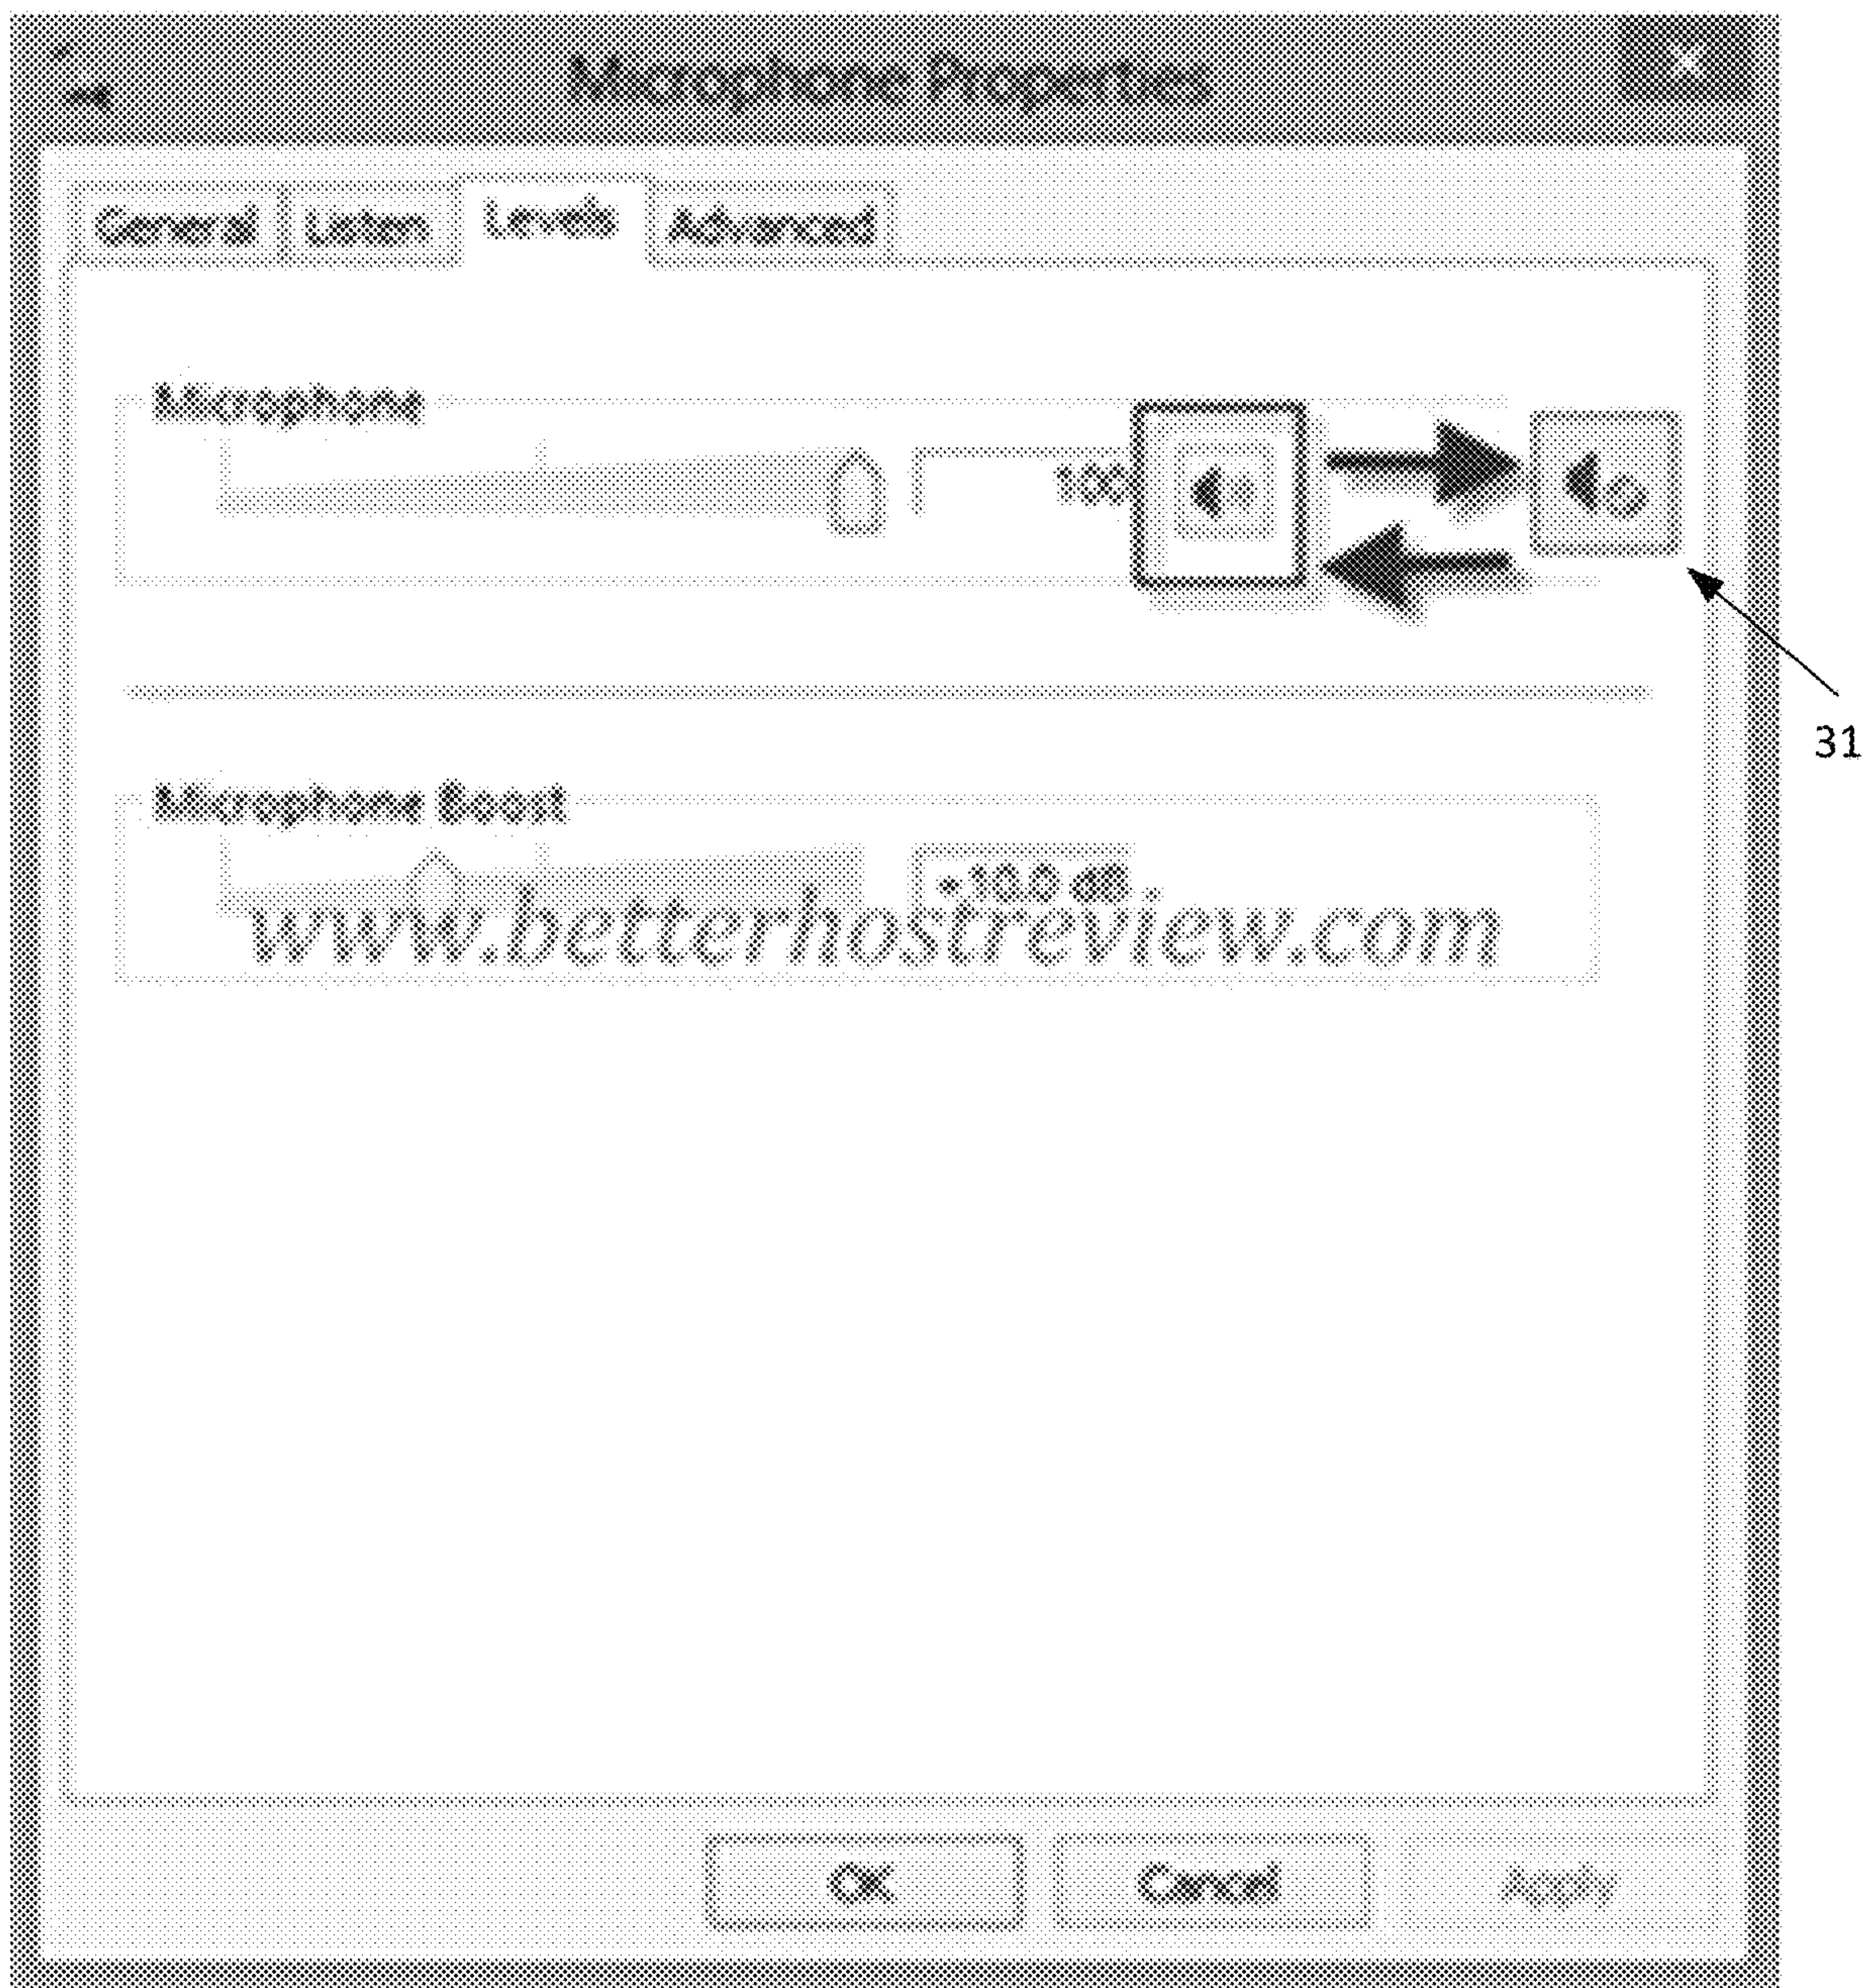 Microphone Properties
General Listen Levels Advanced
Microphone
100
31
Microphone Boost
+10.0 dB
www.betterhostreview.com
OK Cancel Apply